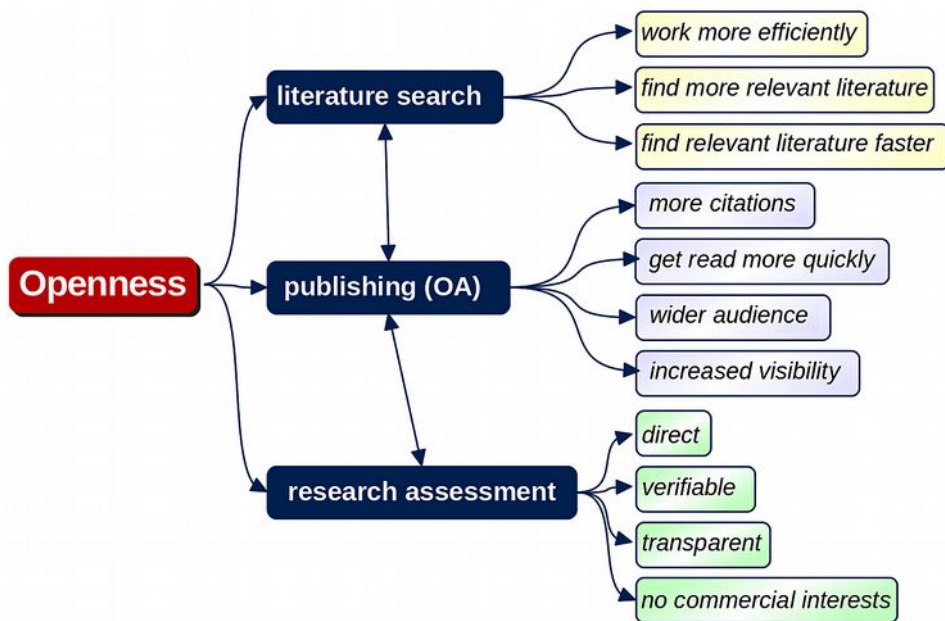 work more efficiently
literature search
find more relevant literature
find relevant literature faster
more citations
get read more quickly
Openness
publishing (OA)
wider audience
increased visibility
direct
research assessment
verifiable
transparent
no commercial interests